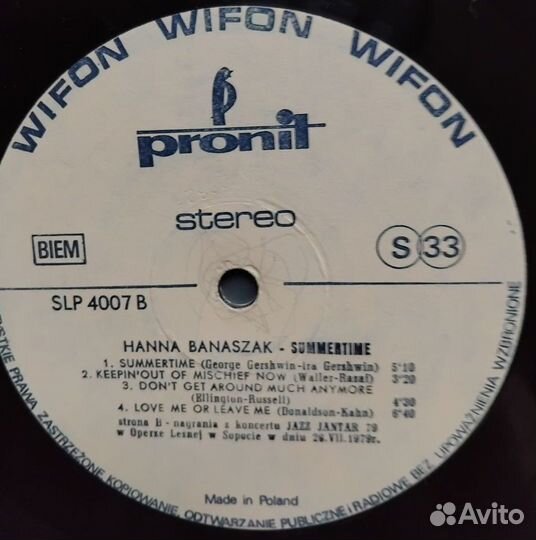 WIFON WIFON WIFON
pronit
stereo
BIEM
S 33
SLP 4007 B
HANNA BANASZAK - SUMMERTIME
1. SUMMERTIME (George Gershwin-ira Gershwin) 5'10
2. KEEPIN'OUT OF MISCHIEF NOW (Waller-Razaf) 3'20
3. DON'T GET AROUND MUCH ANYMORE
(Ellington-Russell) 4'30
4. LOVE ME OR LEAVE ME (Donaldson-Kahn) 6'40
strona B - nagrania z koncertu JAZZ JANTAR 79
w Operze Leśnej w Sopocie w dniu 26.VII.1979r.
Made in Poland
WSZYSTKIE PRAWA ZASTRZEŻONE. KOPIOWANIE, ODTWARZANIE PUBLICZNE I RADIOWE BEZ UPOWAŻNIENIA WZBRONIONE
Avito